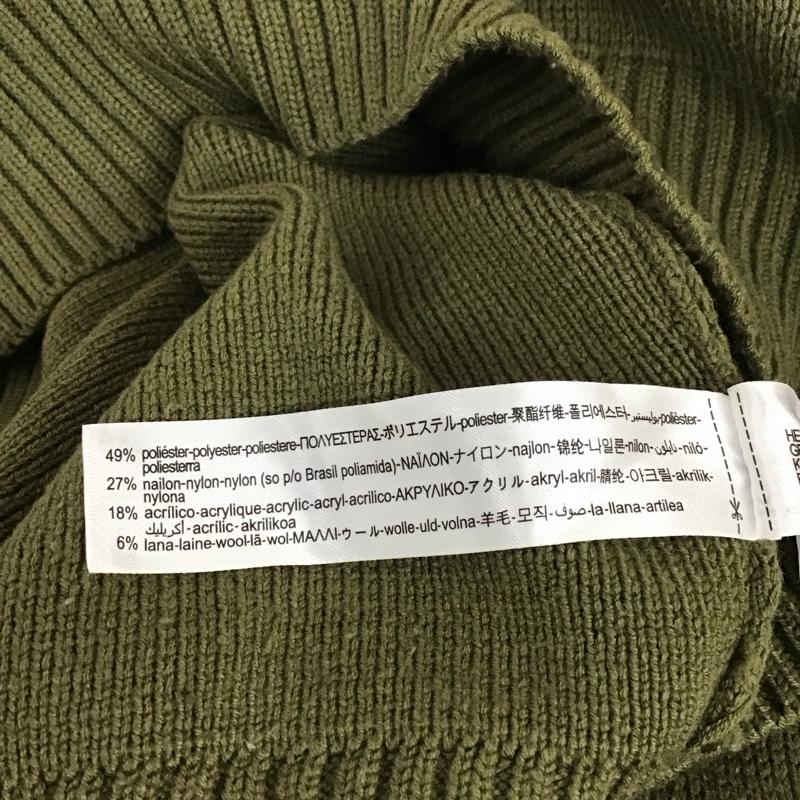 49% poliéster-polyester-poliestere-ΠΟΛΥΕΣΤΕΡΑΣ-ポリエステル-poliester-聚酯纤维-폴리에스터-بوليستير-poliéster-
poliesterra
27% nailon-nylon-nylon (so p/o Brasil poliamida)-ΝΑΪΛΟΝ-ナイロン-najlon-锦纶-나일론-nilon-نايلون-niló-
nylona
18% acrílico-acrylique-acrylic-acryl-acrilico-ΑΚΡΥΛΙΚΟ-アクリル-akryl-akril-腈纶-아크릴-akrilik-
أكريليك-acrílic-akrilikoa
6% lana-laine-wool-lã-wol-ΜΑΛΛΙ-ウール-wolle-uld-volna-羊毛-모직-صوف-la-llana-artilea
HE
GE